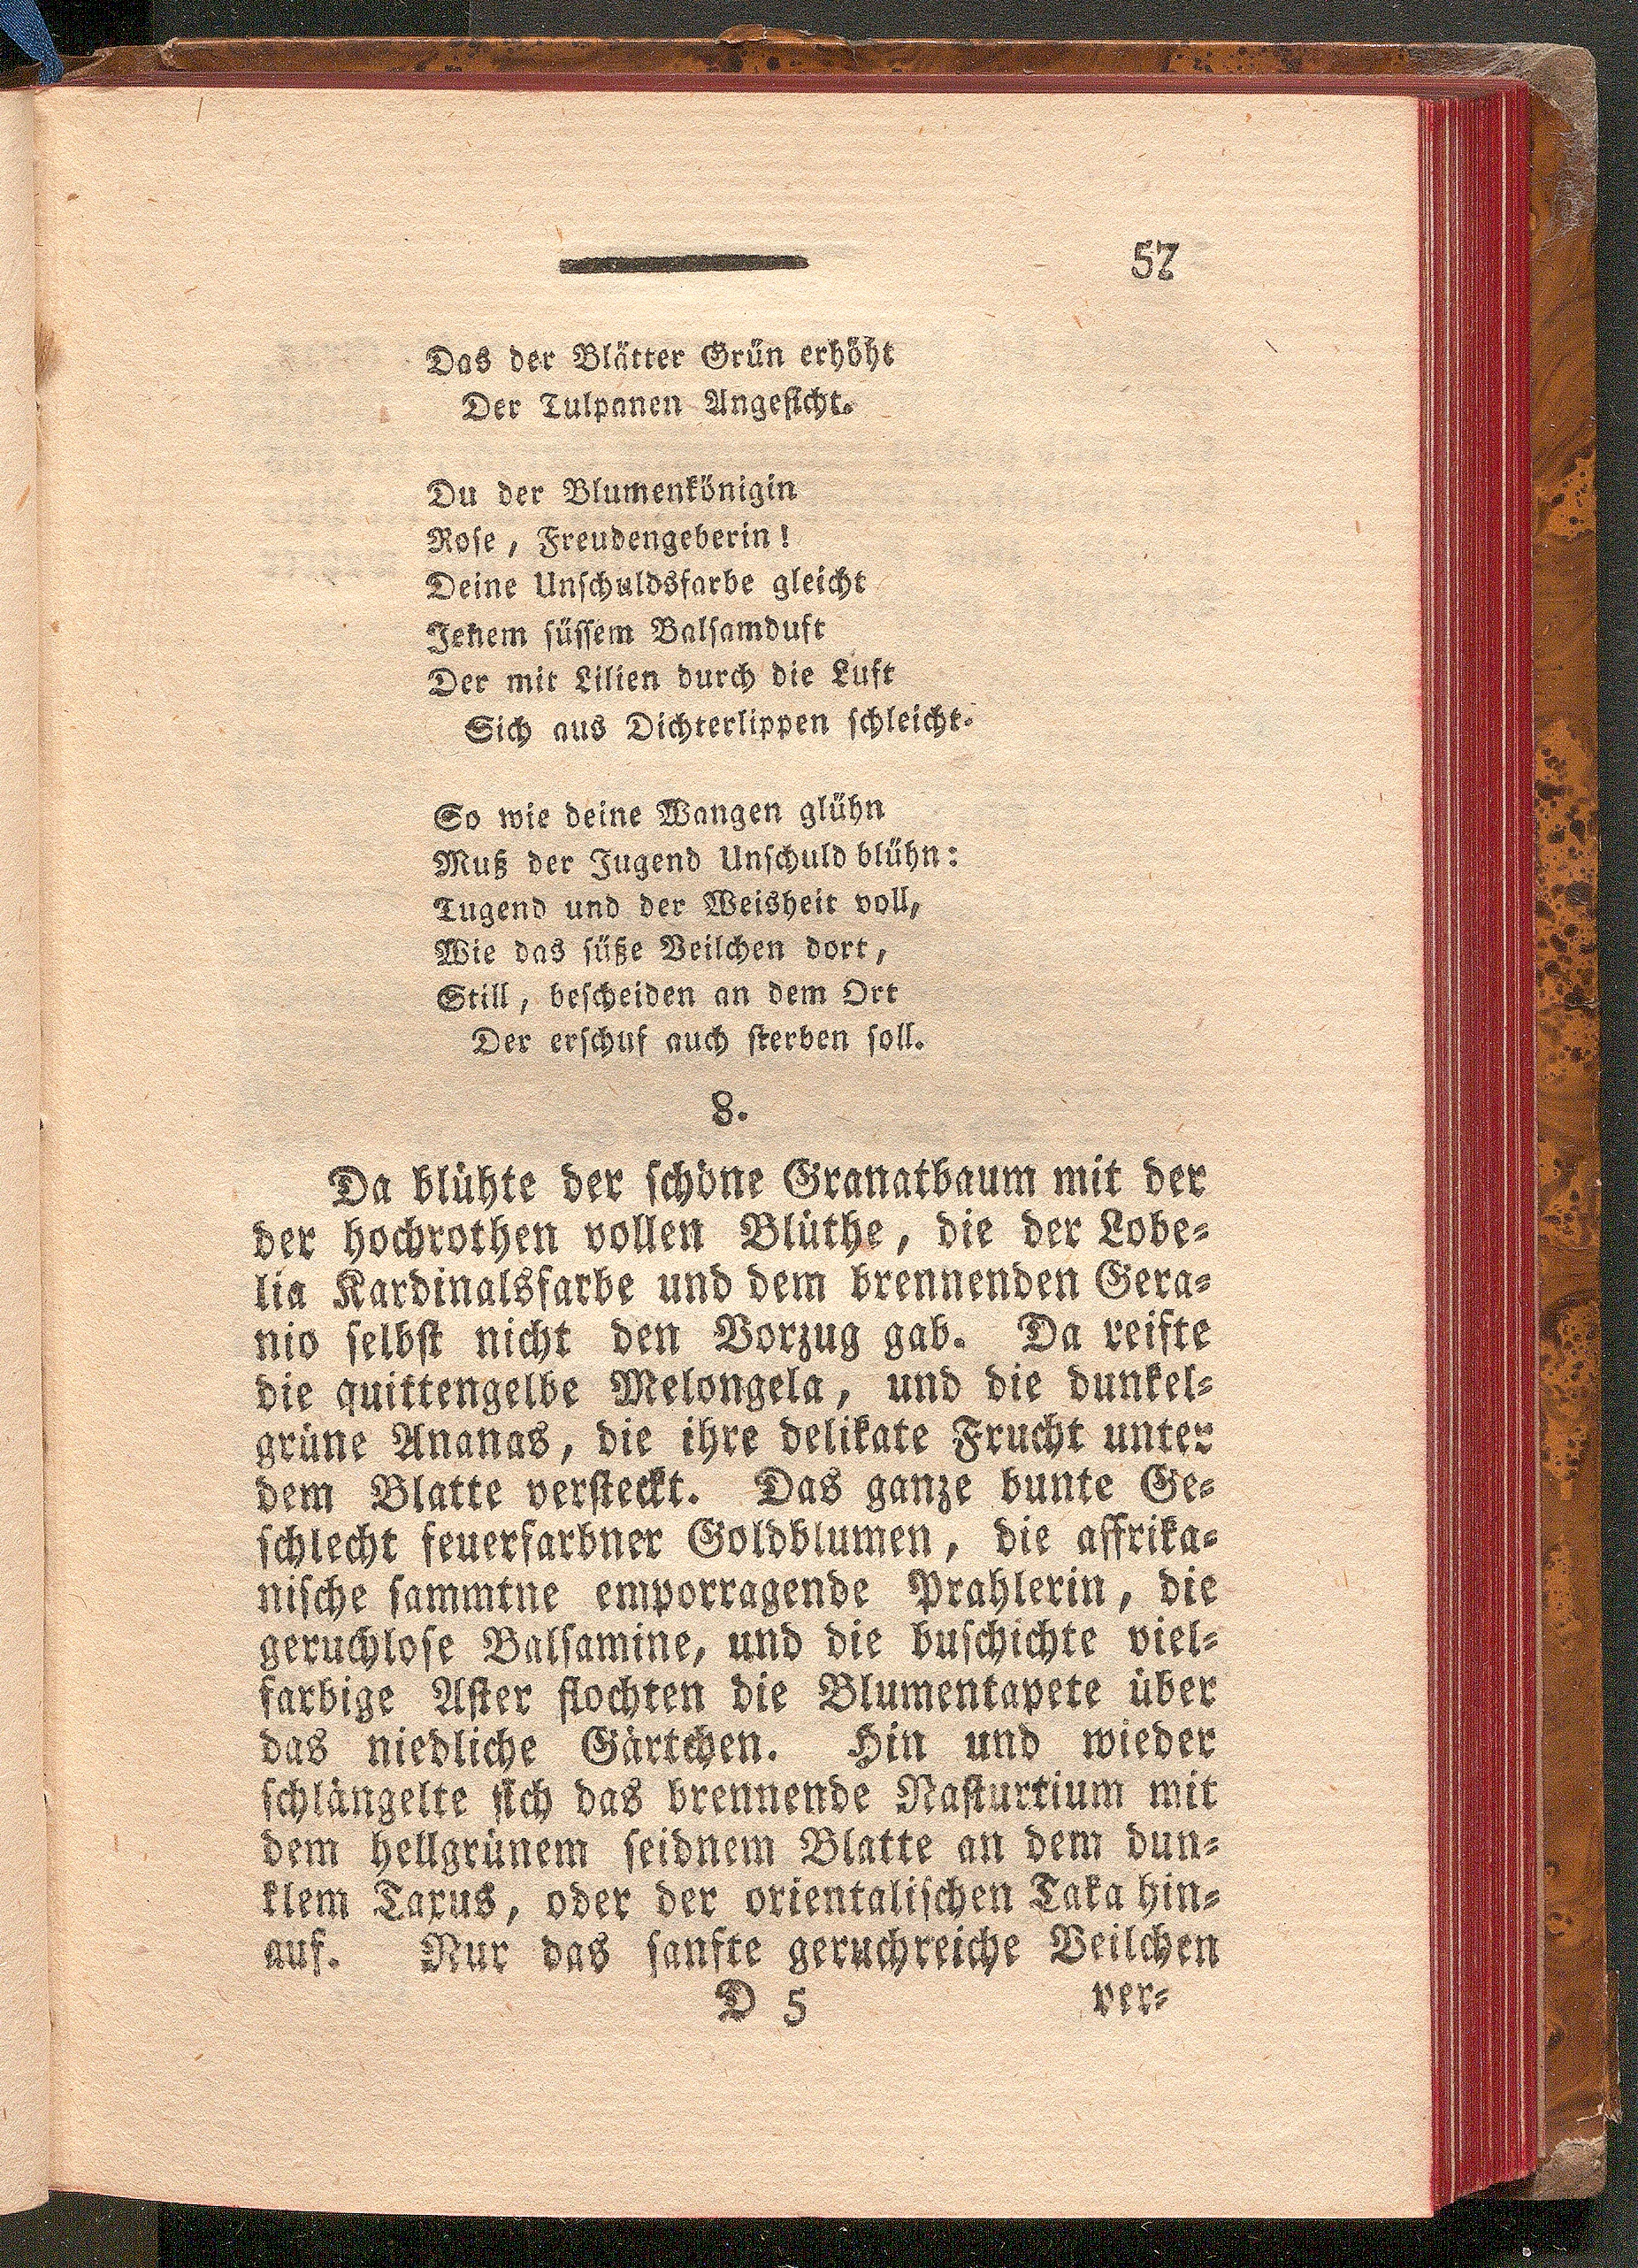 57
Das der Blätter Grün erhöht
Der Tulpanen Angesicht.
Du der Blumenkönigin
Rose, Freudengeberin!
Deine Unschuldsfarbe gleicht
Jenem süssem Balsamduft
Der mit Lilien durch die Luft
Sich aus Dichterlippen schleicht.
So wie deine Wangen glühn
Muß der Jugend Unschuld blühn:
Tugend und der Weisheit voll,
Wie das süße Veilchen dort,
Still, bescheiden an dem Ort
Der erschuf auch sterben soll.
8.
Da blühte der schöne Granatbaum mit der
der hochrothen vollen Blüthe, die der Lobe⸗
lia Kardinalsfarbe und dem brennenden Gera⸗
nio selbst nicht den Vorzug gab. Da reifte
die quittengelbe Melongela, und die dunkel⸗
grüne Ananas, die ihre delikate Frucht unter
dem Blatte versteckt. Das ganze bunte Ge⸗
schlecht feuerfarbner Goldblumen, die affrika⸗
nische sammtne emporragende Prahlerin, die
geruchlose Balsamine, und die buschichte viel⸗
farbige Aster flochten die Blumentapete über
das niedliche Gärtchen. Hin und wieder
schlängelte sich das brennende Nasturtium mit
dem hellgrünem seidnem Blatte an dem dun⸗
klem Taxus, oder der orientalischen Taka hin⸗
auf. Nur das sanfte geruchreiche Veilchen
D 5 ver⸗